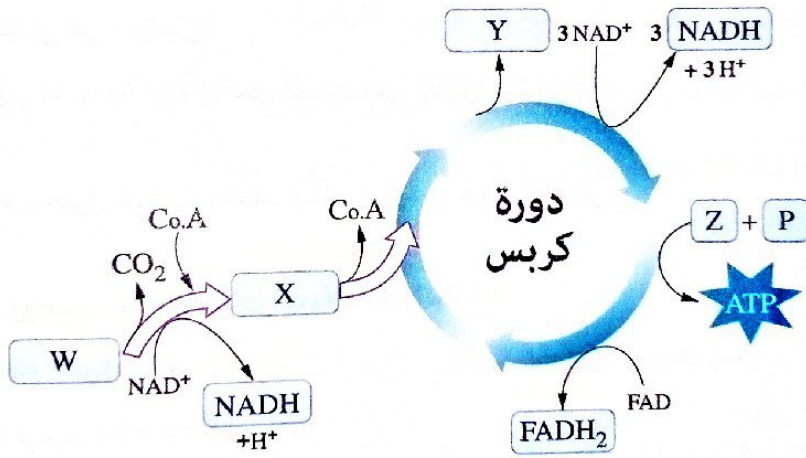 Y 3 NAD⁺ 3 NADH
+ 3 H⁺
دورة
كربس
Co.A
Z + P
ATP
Co.A
CO₂
X
W
NAD⁺
NADH
+H⁺
FADH₂
FAD